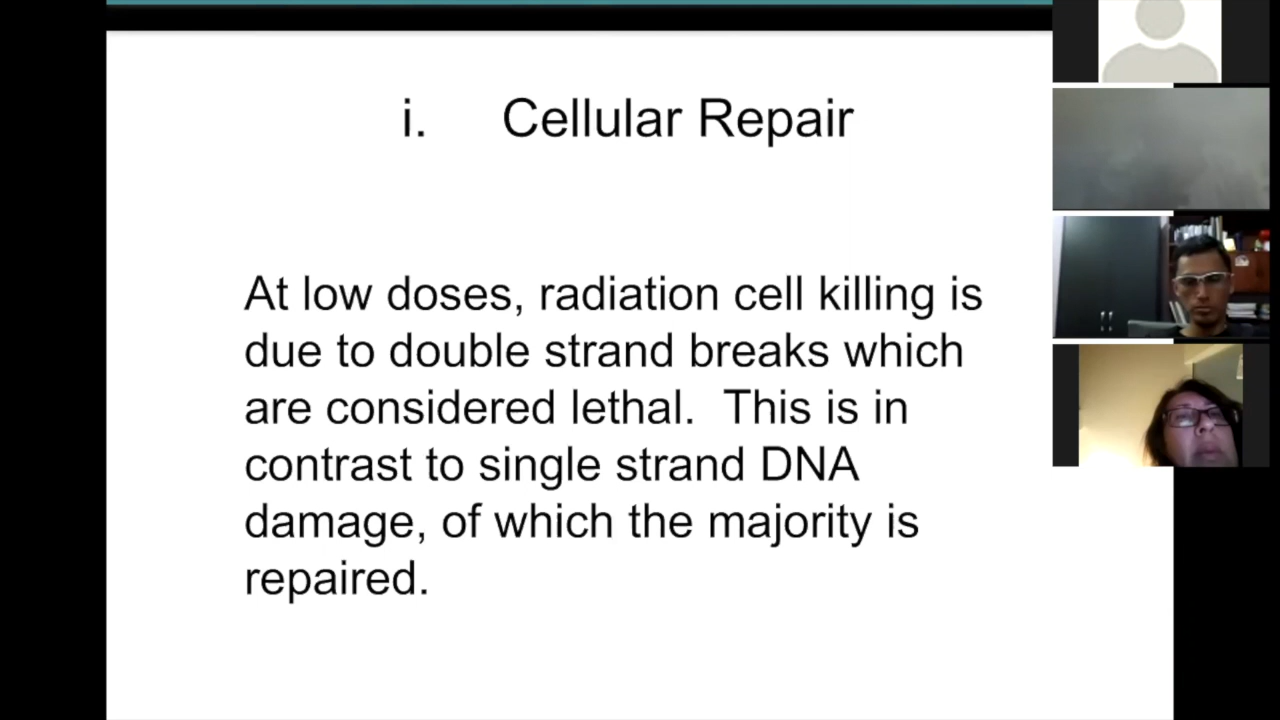 i. Cellular Repair
At low doses, radiation cell killing is
due to double strand breaks which
are considered lethal. This is in
contrast to single strand DNA
damage, of which the majority is
repaired.